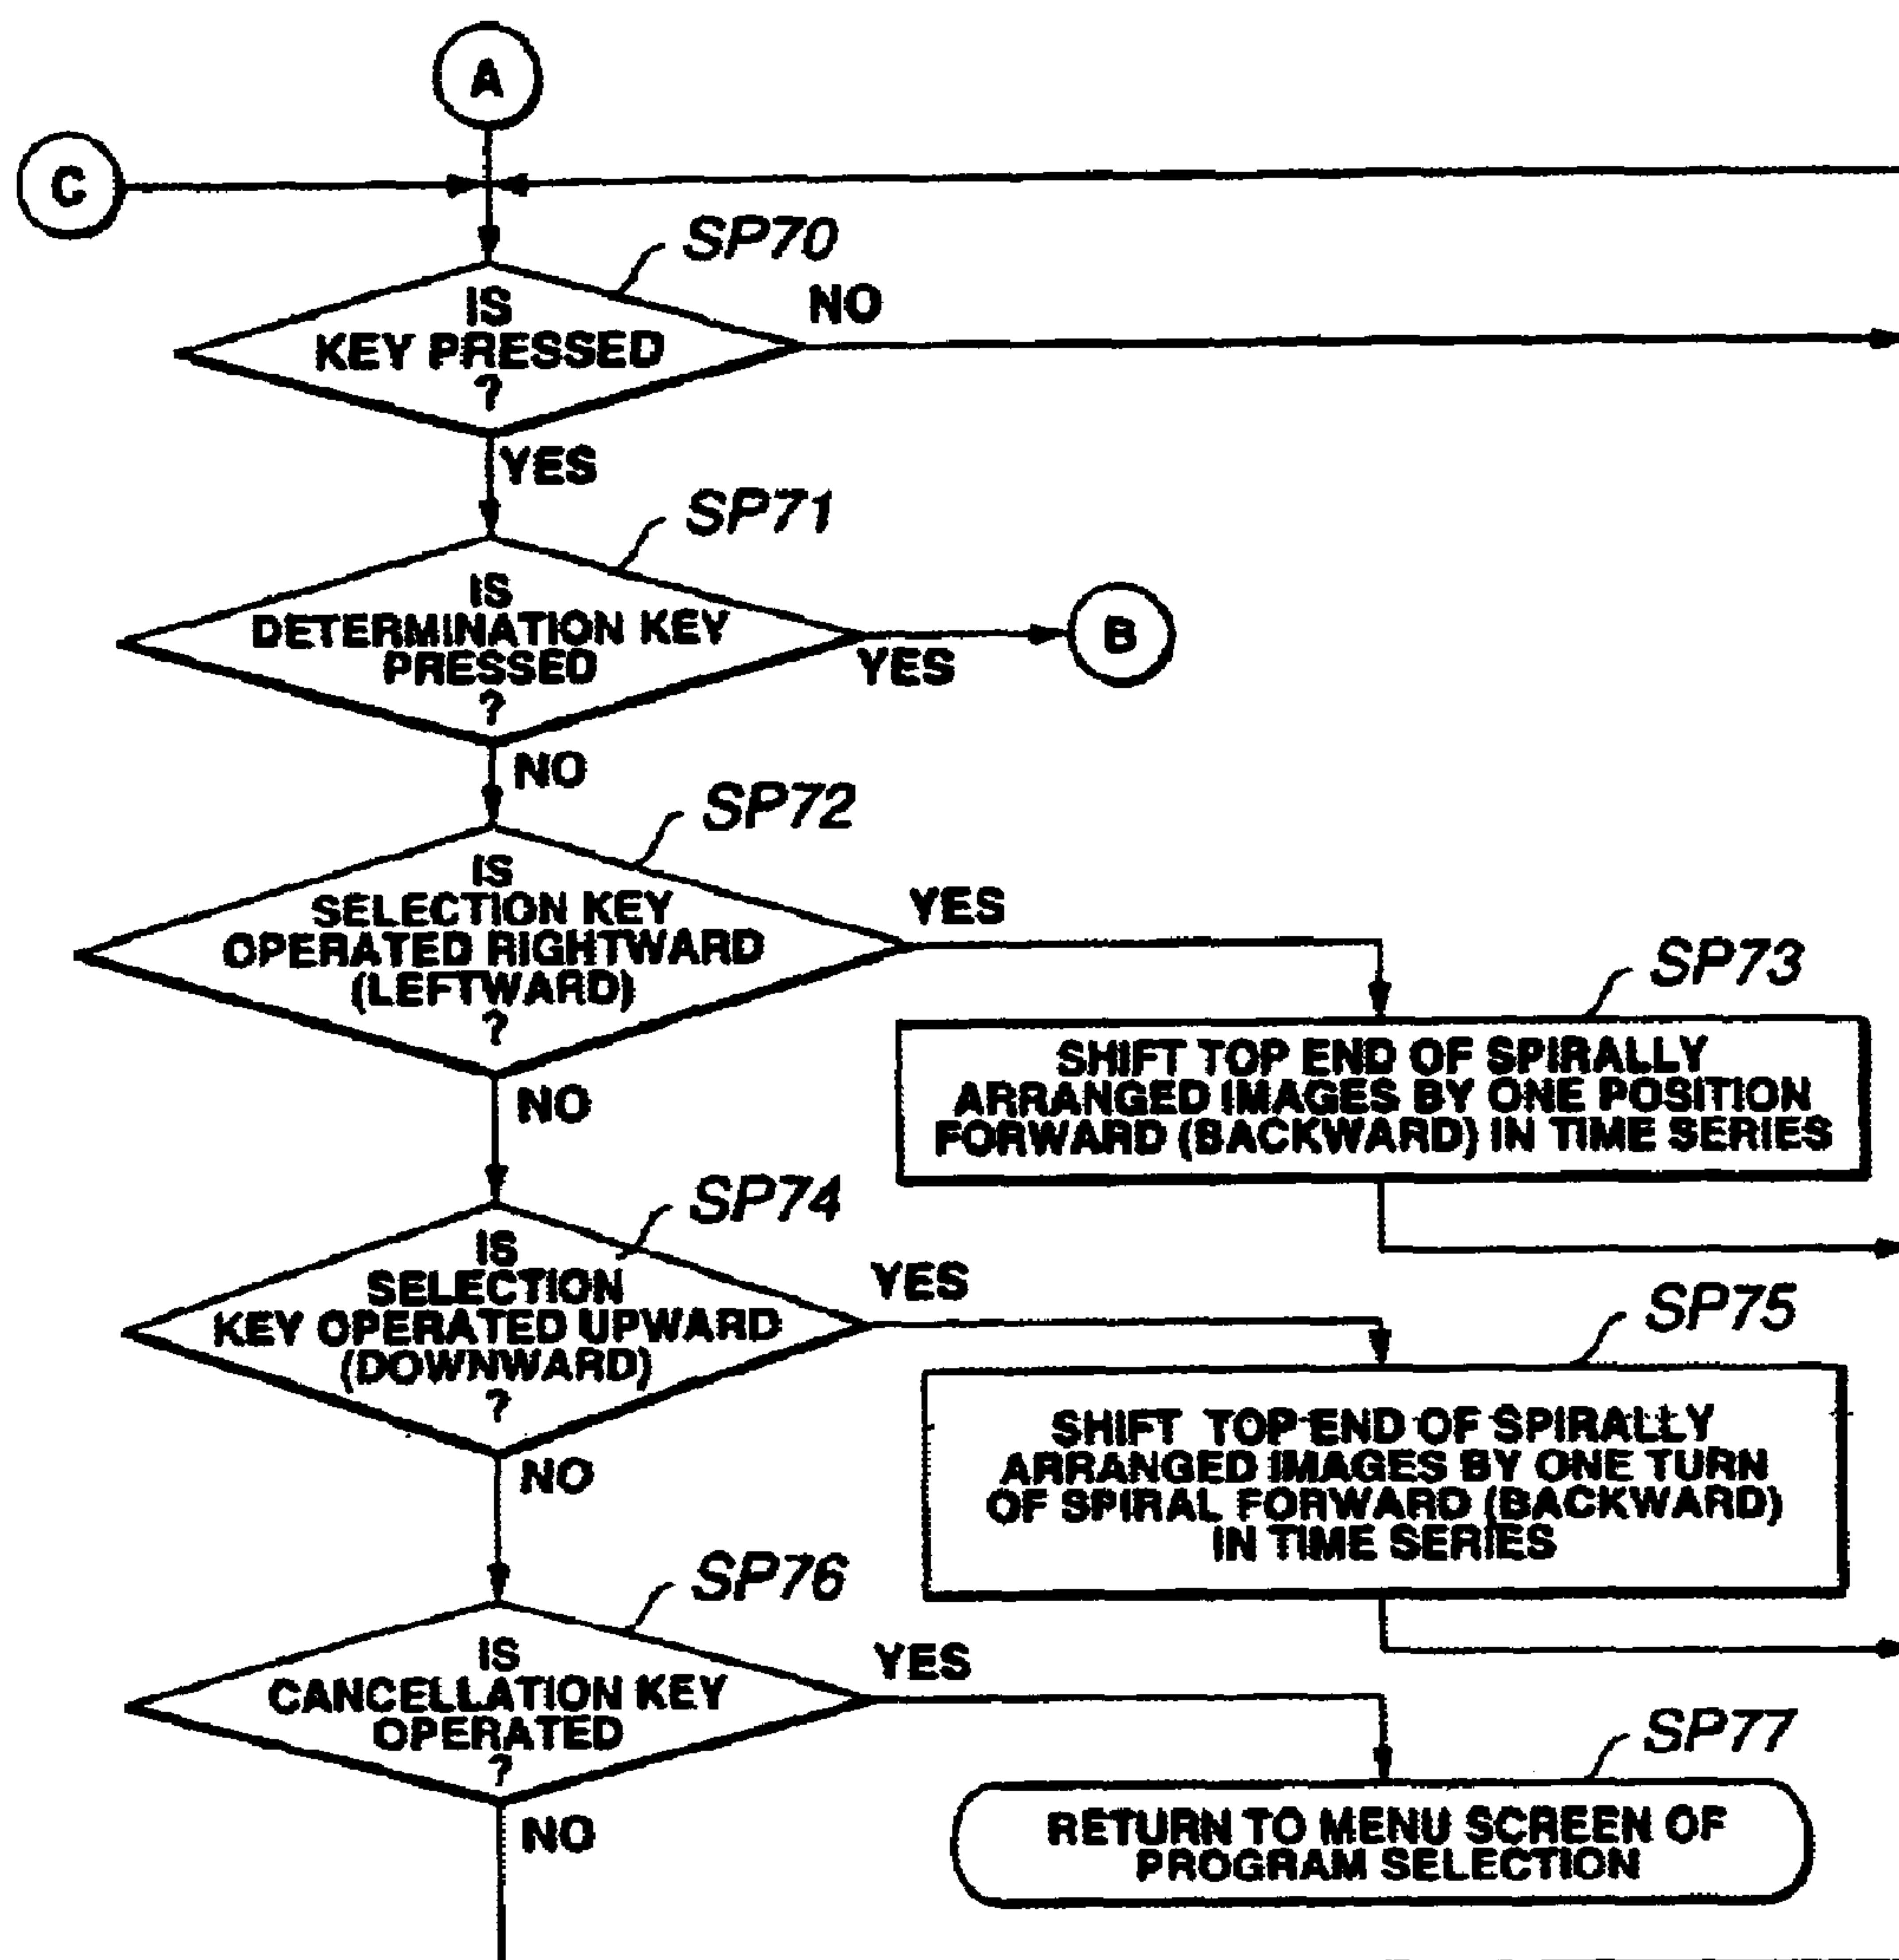 A
C
SP70
IS
KEY PRESSED
?
NO
YES
SP71
IS
DETERMINATION KEY
PRESSED
?
YES
B
NO
SP72
IS
SELECTION KEY
OPERATED RIGHTWARD
(LEFTWARD)
?
YES
SP73
SHIFT TOP END OF SPIRALLY
ARRANGED IMAGES BY ONE POSITION
FORWARD (BACKWARD) IN TIME SERIES
NO
SP74
IS
SELECTION
KEY OPERATED UPWARD
(DOWNWARD)
?
YES
SP75
SHIFT TOP END OF SPIRALLY
ARRANGED IMAGES BY ONE TURN
OF SPIRAL FORWARD (BACKWARD)
IN TIME SERIES
NO
SP76
IS
CANCELLATION KEY
OPERATED
?
YES
SP77
RETURN TO MENU SCREEN OF
PROGRAM SELECTION
NO